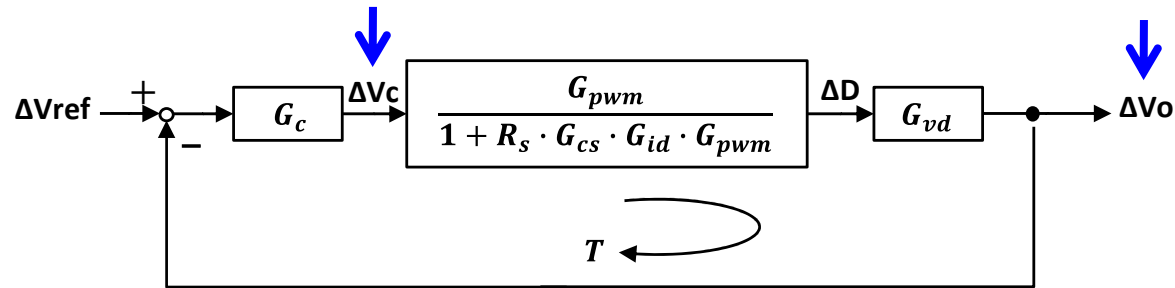 ΔVref
+
−
G_c
ΔVc
G_pwm
1 + R_s · G_cs · G_id · G_pwm
ΔD
G_vd
ΔVo
T